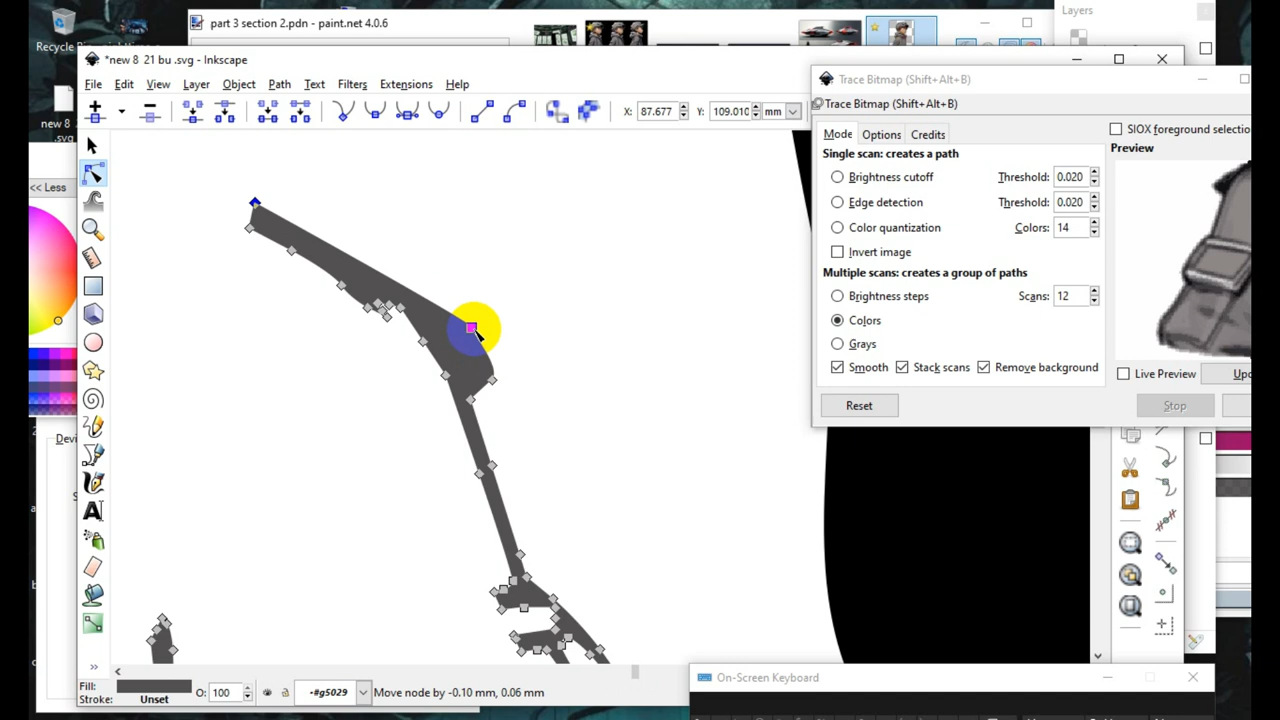 part 3 section 2.pdn - paint.net 4.0.6
Layers
Recycle
*new 8 21 bu .svg - Inkscape
File Edit View Layer Object Path Text Filters Extensions Help
X: 87.677 Y: 109.010 mm
new 8
.svg
<< Less
Trace Bitmap (Shift+Alt+B)
Trace Bitmap (Shift+Alt+B)
Mode Options Credits
SIOX foreground selectio
Single scan: creates a path
Preview
Brightness cutoff Threshold: 0.020
Edge detection Threshold: 0.020
Color quantization Colors: 14
Invert image
Multiple scans: creates a group of paths
Brightness steps Scans: 12
Colors
Grays
Smooth Stack scans Remove background
Live Preview Upd
Reset
Stop
Devi
Fill:
Stroke: Unset
O: 100
-#g5029
Move node by -0.10 mm, 0.06 mm
On-Screen Keyboard